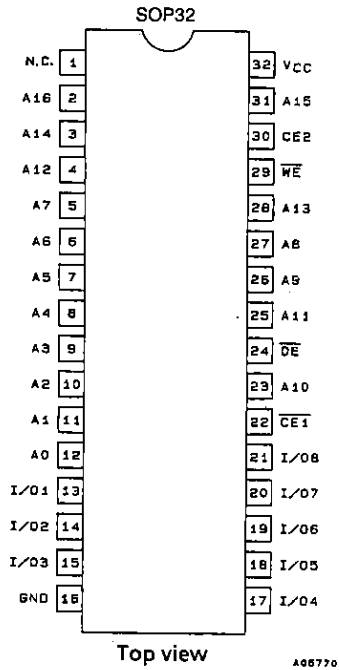 SOP32
N.C. 1 32 VCC
A16 2 31 A15
A14 3 30 CE2
A12 4 29 WE
A7 5 28 A13
A6 6 27 A8
A5 7 26 A9
A4 8 25 A11
A3 9 24 OE
A2 10 23 A10
A1 11 22 CE1
A0 12 21 I/O8
I/O1 13 20 I/O7
I/O2 14 19 I/O6
I/O3 15 18 I/O5
GND 16 17 I/O4
Top view
A05770